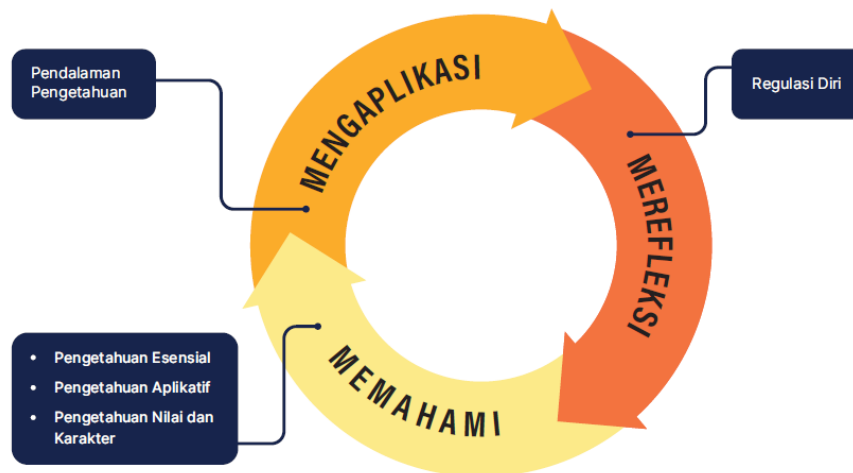 Pendalaman
Pengetahuan
MENGAPLIKASI
Regulasi Diri
MEREFLEKSI
• Pengetahuan Esensial
• Pengetahuan Aplikatif
• Pengetahuan Nilai dan
Karakter
MEMAHAMI